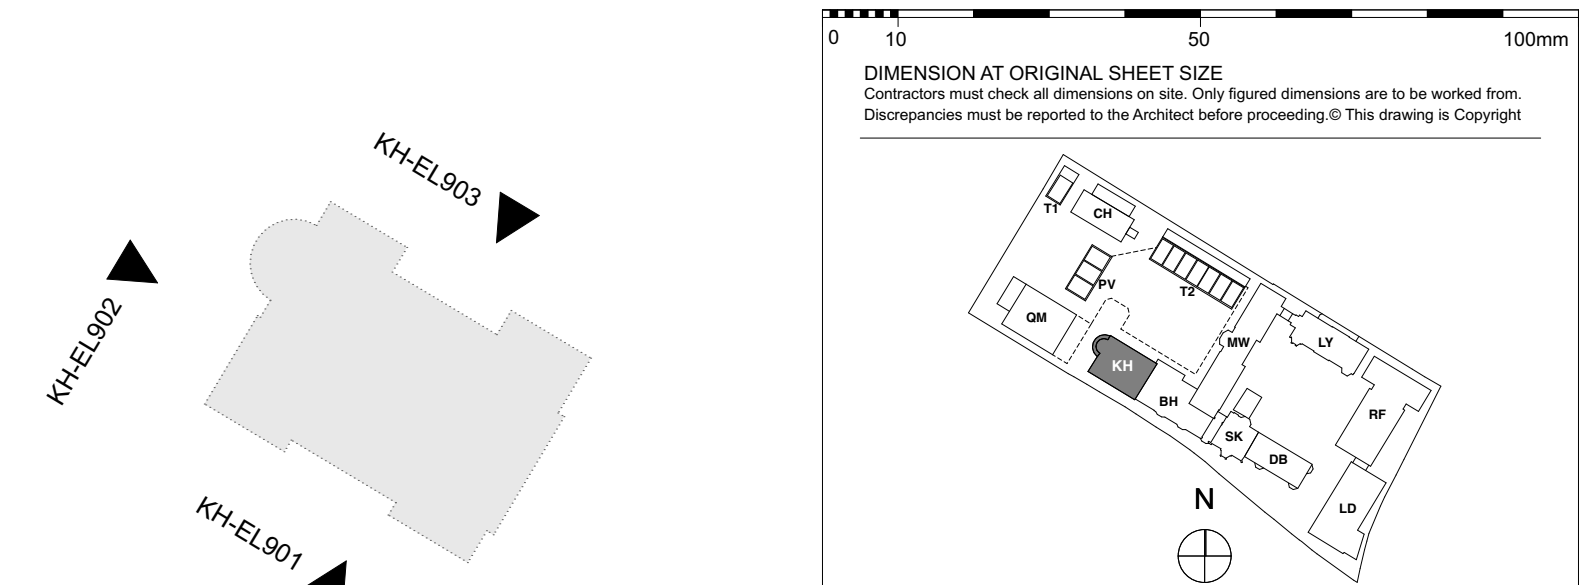 0 10 50 100mm
DIMENSION AT ORIGINAL SHEET SIZE
Contractors must check all dimensions on site. Only figured dimensions are to be worked from.
Discrepancies must be reported to the Architect before proceeding.© This drawing is Copyright
KH-EL903
KH-EL902
KH-EL901
T1
CH
PV
T2
QM
MW
LY
KH
BH
RF
SK
DB
LD
N